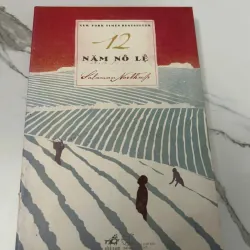 NEW YORK TIMES BESTSELLER
12
NĂM NÔ LỆ
Solomon Northup